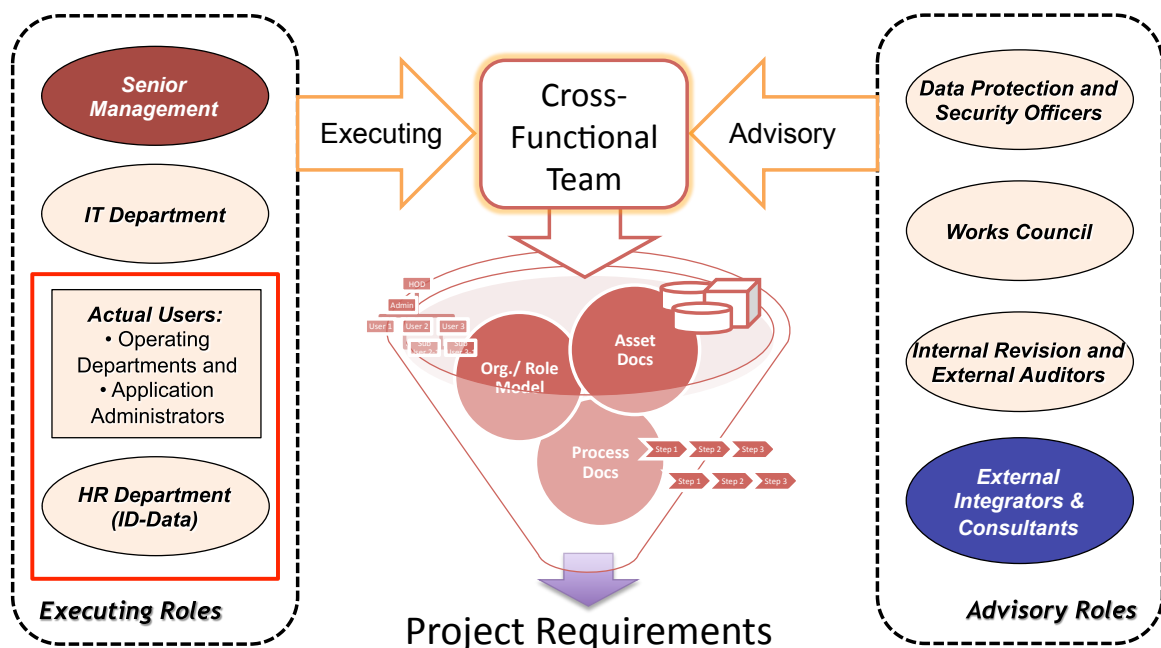 Senior
Management
IT Department
Actual Users:
• Operating
Departments and
• Application
Administrators
HR Department
(ID-Data)
Executing Roles
Executing
Cross-
Functional
Team
Advisory
HOD
Admin
User 1
User 2
User 3
Sub
Sub
Org./ Role
Model
Asset
Docs
Process
Docs
Step 1
Step 2
Step 3
Step 1
Step 2
Step 3
Project Requirements
Data Protection and
Security Officers
Works Council
Internal Revision and
External Auditors
External
Integrators &
Consultants
Advisory Roles